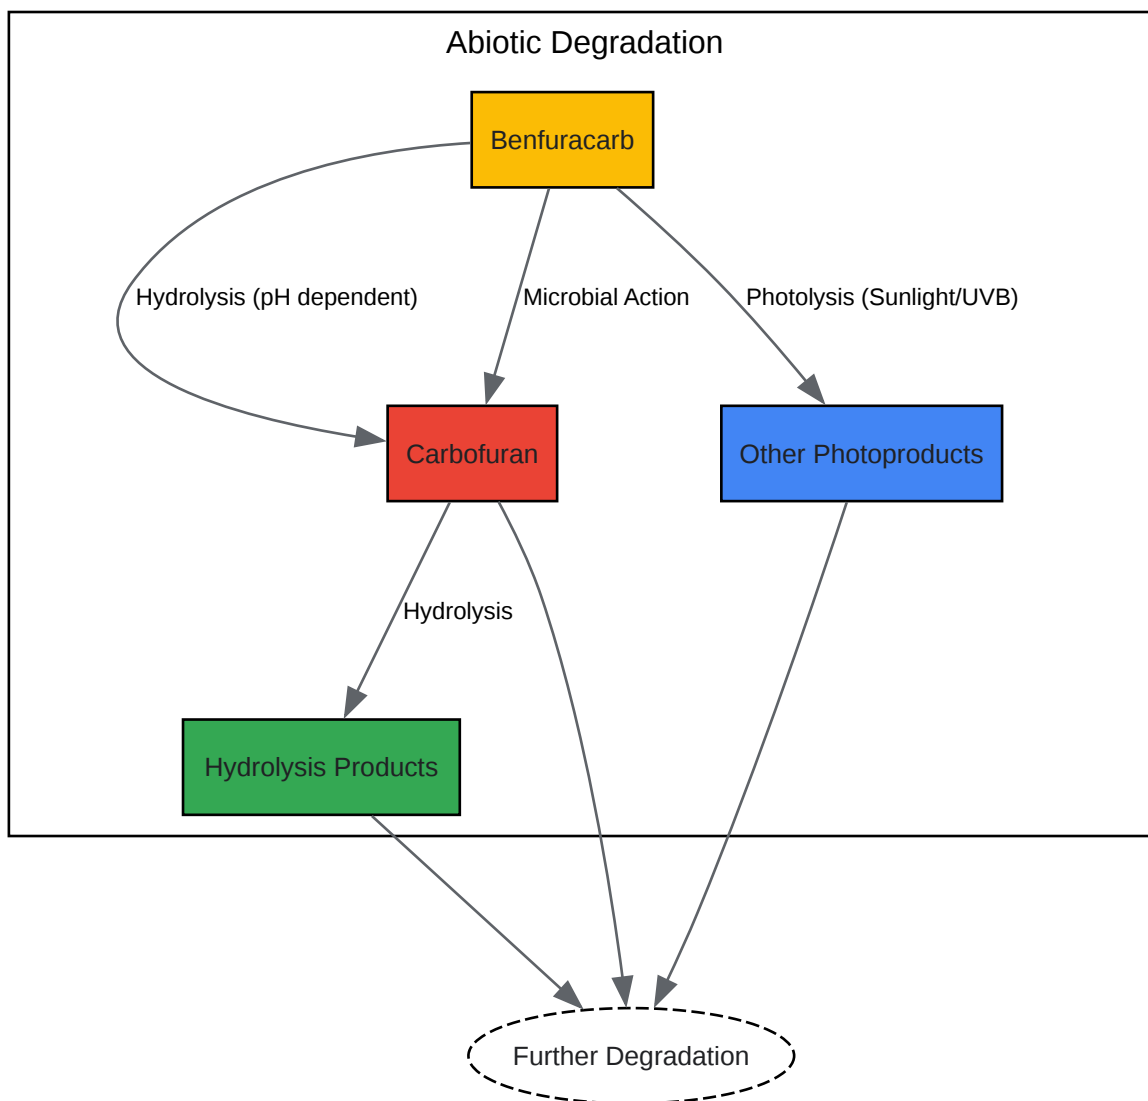 Abiotic Degradation
Benfuracarb
Hydrolysis (pH dependent)
Microbial Action
Photolysis (Sunlight/UVB)
Carbofuran
Other Photoproducts
Hydrolysis
Hydrolysis Products
Further Degradation